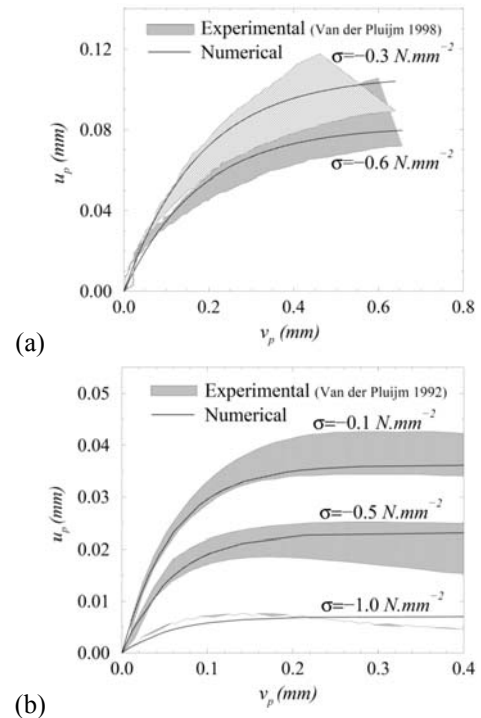 Experimental (Van der Pluijm 1998)
Numerical
σ=−0.3 N.mm⁻²
σ=−0.6 N.mm⁻²
u_p (mm)
0.12
0.08
0.04
0.00
0.0 0.2 0.4 0.6 0.8
v_p (mm)
(a)
Experimental (Van der Pluijm 1992)
Numerical
σ=−0.1 N.mm⁻²
σ=−0.5 N.mm⁻²
σ=−1.0 N.mm⁻²
u_p (mm)
0.05
0.04
0.03
0.02
0.01
0.00
0.0 0.1 0.2 0.3 0.4
v_p (mm)
(b)